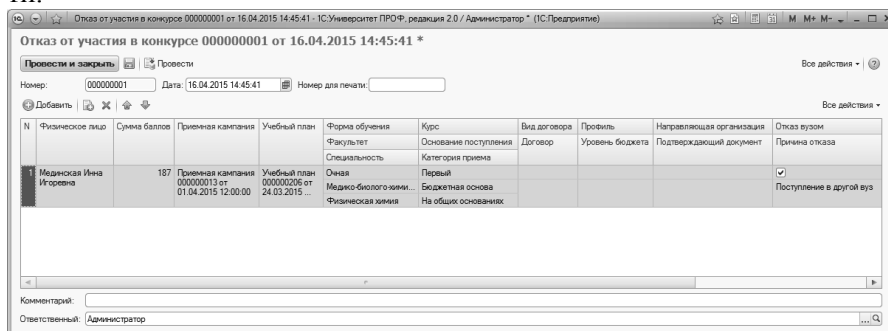 Отказ от участия в конкурсе 000000001 от 16.04.2015 14:45:41 - 1С:Университет ПРОФ, редакция 2.0 / Администратор * (1С:Предприятие) M M+ M-
Отказ от участия в конкурсе 000000001 от 16.04.2015 14:45:41 *
Провести и закрыть Провести Все действия
Номер: 000000001 Дата: 16.04.2015 14:45:41 Номер для печати:
Добавить Все действия
N Физическое лицо Сумма баллов Приемная кампания Учебный план Форма обучения Курс Вид договора Профиль Направляющая организация Отказ вузом
Факультет Основание поступления Договор Уровень бюджета Подтверждающий документ Причина отказа
Специальность Категория приема
1 Мединская Инна 187 Приемная кампания Учебный план Очная Первый
Игоревна 000000013 от 000000206 от Медико-биолого-хими... Бюджетная основа Поступление в другой вуз
01.04.2015 12:00:00 24.03.2015 ... Физическая химия На общих основаниях
Комментарий:
Ответственный: Администратор ...